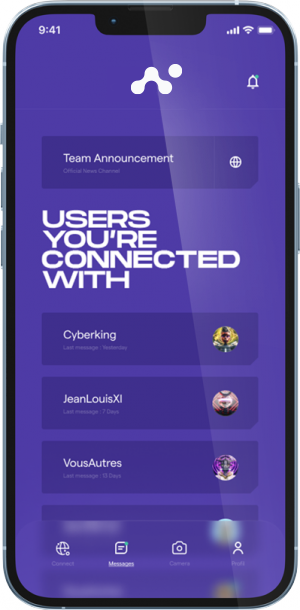 9:41
Team Announcement
Official News Channel
USERS
YOU'RE
CONNECTED
WITH
Cyberking
Last message : Yesterday
JeanLouisXI
Last message : 7 Days
VousAutres
Last message : 13 Days
Connect
Messages
Camera